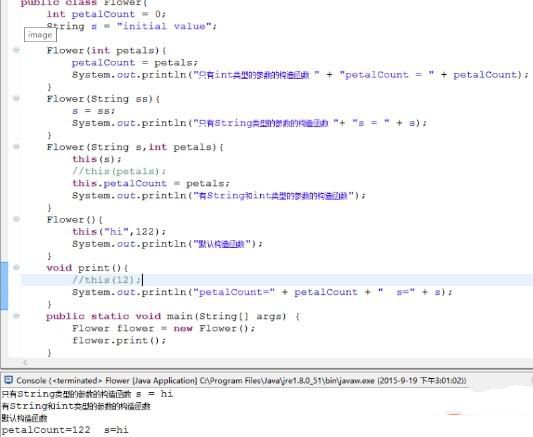 public class Flower{
int petalCount = 0;
String s = "initial value";
image
Flower(int petals){
petalCount = petals;
System.out.println("只有int类型的参数的构造函数 " + "petalCount = " + petalCount);
}
Flower(String ss){
s = ss;
System.out.println("只有String类型的参数的构造函数 "+ "s = " + s);
}
Flower(String s,int petals){
this(s);
//this(petals);
this.petalCount = petals;
System.out.println("有String和int类型的参数的构造函数");
}
Flower(){
this("hi",122);
System.out.println("默认构造函数");
}
void print(){
//this(12);
System.out.println("petalCount=" + petalCount + "  s=" + s);
}
public static void main(String[] args) {
Flower flower = new Flower();
flower.print();
}
Console (<terminated> Flower [Java Application] C:\Program Files\Java\jre1.8.0_51\bin\javaw.exe (2015-9-19 下午3:01:02))
只有String类型的参数的构造函数 s = hi
有String和int类型的参数的构造函数
默认构造函数
petalCount=122  s=hi